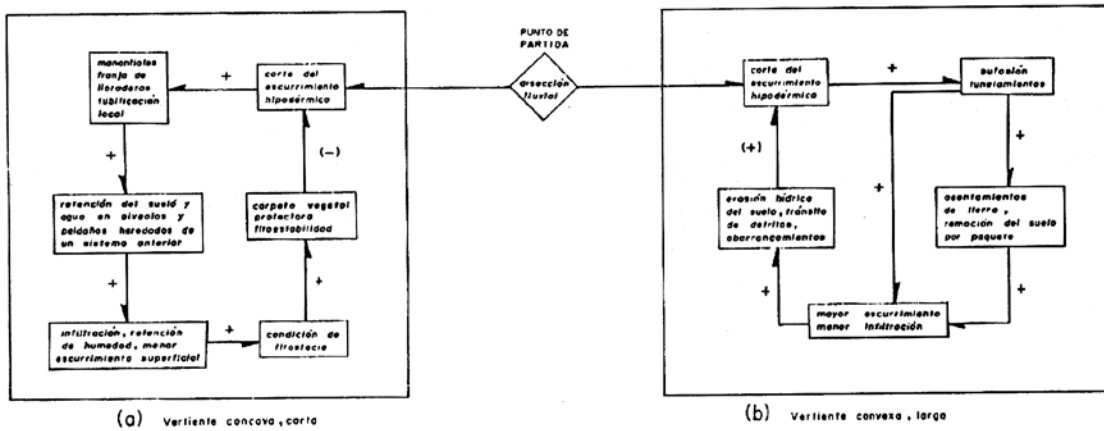 PUNTO DE
PARTIDA
disección
fluvial
manantiales
franja de
lloraderos
tubificación
local
+
corte del
escurrimiento
hipodérmico
+
retención del suelo y
agua en alveolos y
peldaños heredados de
un sistema anterior
(-)
carpeta vegetal
protectora
fitoestabilidad
+
infiltración, retención
de humedad, menor
escurrimiento superficial
+
condición de
fitostacia
+
(a) Vertiente concava, corta
corte del
escurrimiento
hipodérmico
+
sufosión
tunelamientos
+
(+)
+
erosión hídrica
del suelo, tránsito
de detritos,
abarrancamientos
asentamientos
de tierra,
remoción del suelo
por paquete
+
+
mayor escurrimiento
menor infiltración
(b) Vertiente convexa, larga